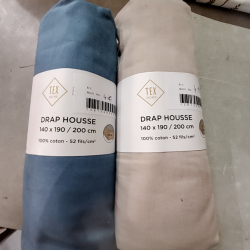 TEX
DRAP HOUSSE
140 x 190 / 200 cm
100% coton - 52 fils/cm²
TEX
DRAP HOUSSE
140 x 190 / 200 cm
100% coton - 52 fils/cm²